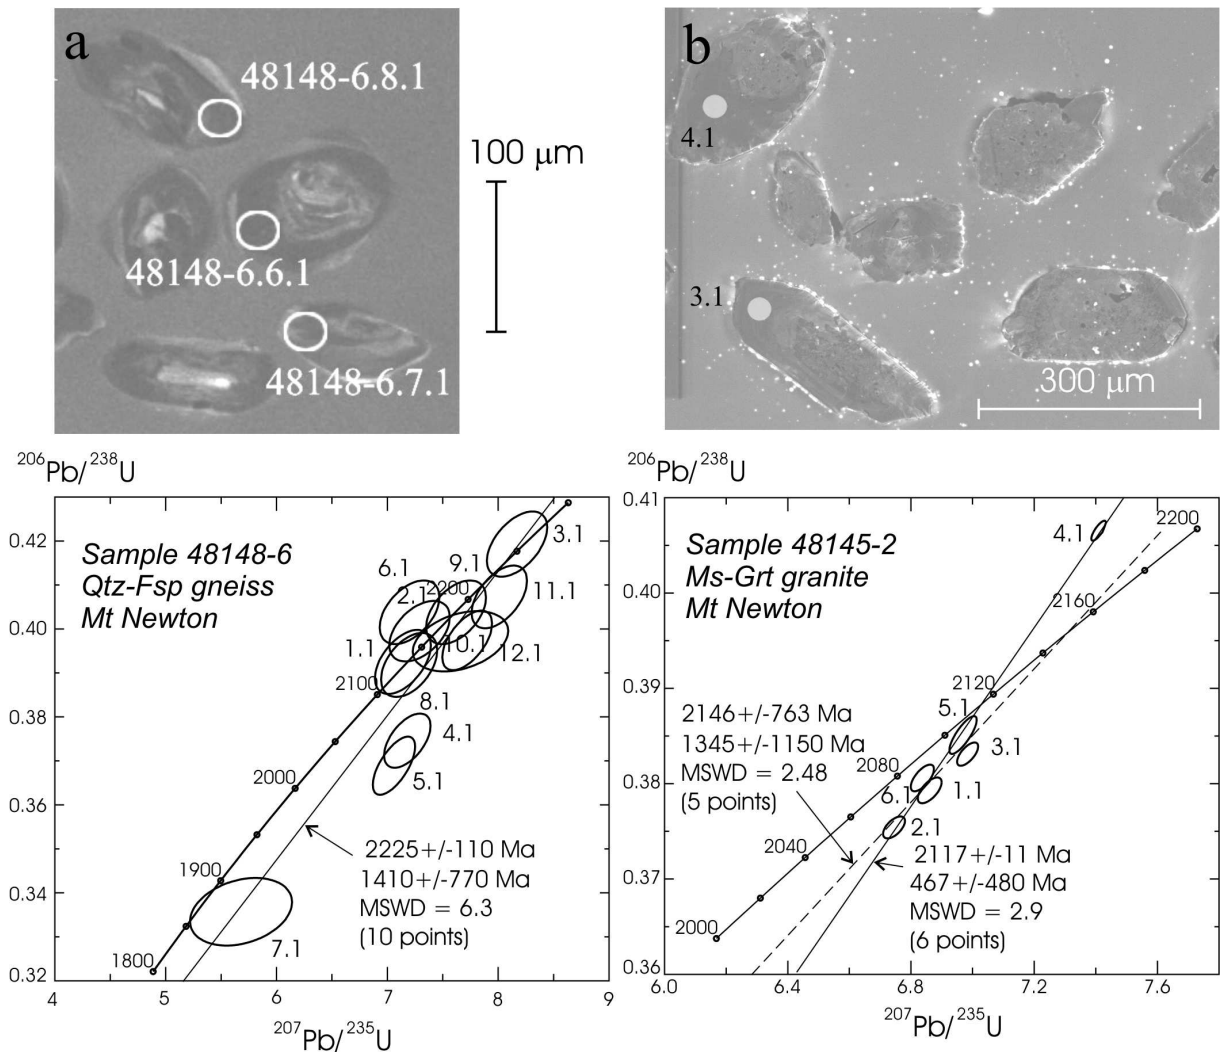 a
48148-6.8.1
48148-6.6.1
48148-6.7.1
100 μm
b
4.1
3.1
300 μm
206Pb/238U
0.42
0.40
0.38
0.36
0.34
0.32
4
5
6
7
8
9
207Pb/235U
Sample 48148-6
Qtz-Fsp gneiss
Mt Newton
3.1
9.1
6.1
2200
2.1
11.1
1.1
10.1
12.1
2100
8.1
4.1
5.1
2000
1900
7.1
1800
2225+/-110 Ma
1410+/-770 Ma
MSWD = 6.3
(10 points)
206Pb/238U
0.41
0.40
0.39
0.38
0.37
0.36
6.0
6.4
6.8
7.2
7.6
207Pb/235U
Sample 48145-2
Ms-Grt granite
Mt Newton
4.1
2200
2160
2120
5.1
3.1
2080
6.1
1.1
2.1
2040
2000
2146+/-763 Ma
1345+/-1150 Ma
MSWD = 2.48
(5 points)
2117+/-11 Ma
467+/-480 Ma
MSWD = 2.9
(6 points)